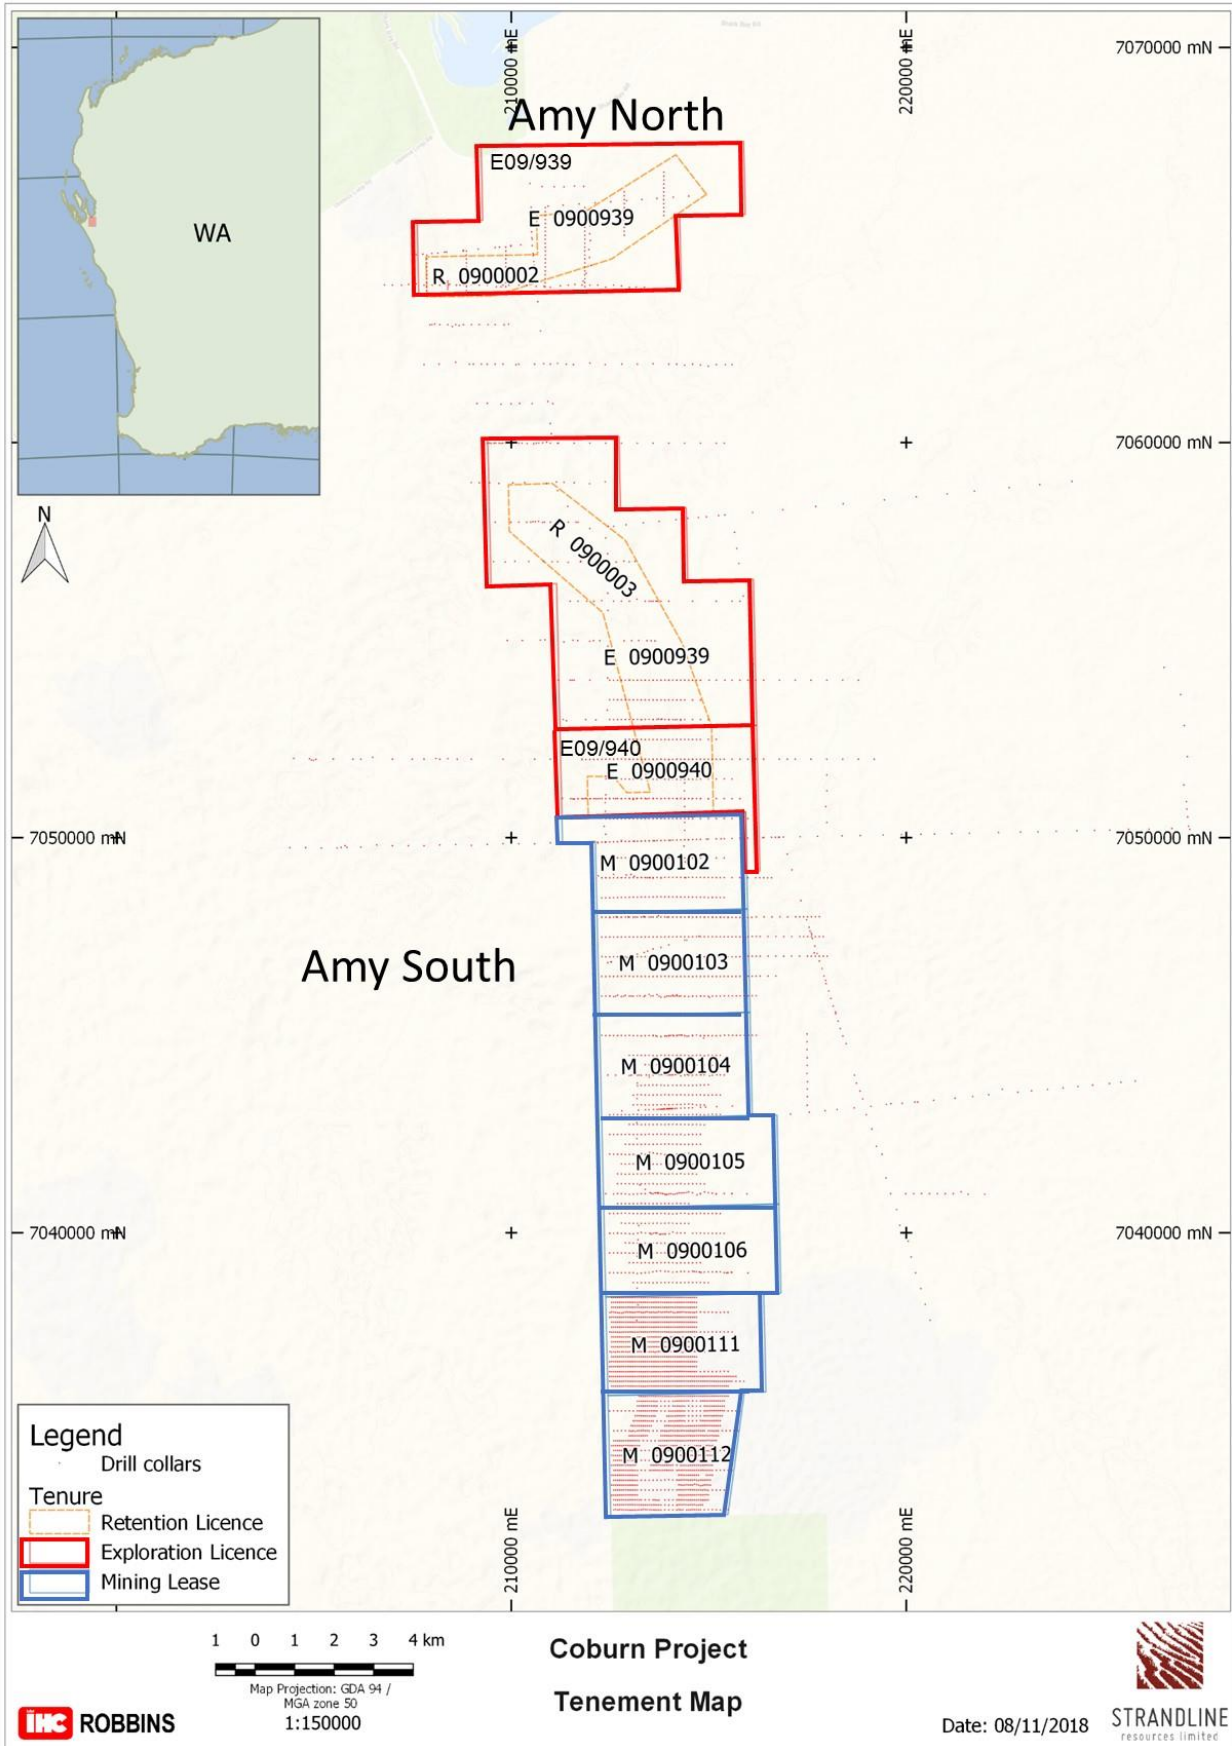 210000 mE
220000 mE
7070000 mN
Amy North
E09/939
E 0900939
R 0900002
WA
7060000 mN
N
R 0900003
E 0900939
E09/940
E 0900940
7050000 mN
7050000 mN
M 0900102
Amy South
M 0900103
M 0900104
M 0900105
7040000 mN
7040000 mN
M 0900106
M 0900111
M 0900112
Legend
Drill collars
Tenure
Retention Licence
Exploration Licence
Mining Lease
210000 mE
220000 mE
1 0 1 2 3 4 km
Map Projection: GDA 94 /
MGA zone 50
1:150000
Coburn Project
Tenement Map
IHC ROBBINS
Date: 08/11/2018
STRANDLINE
resources limited